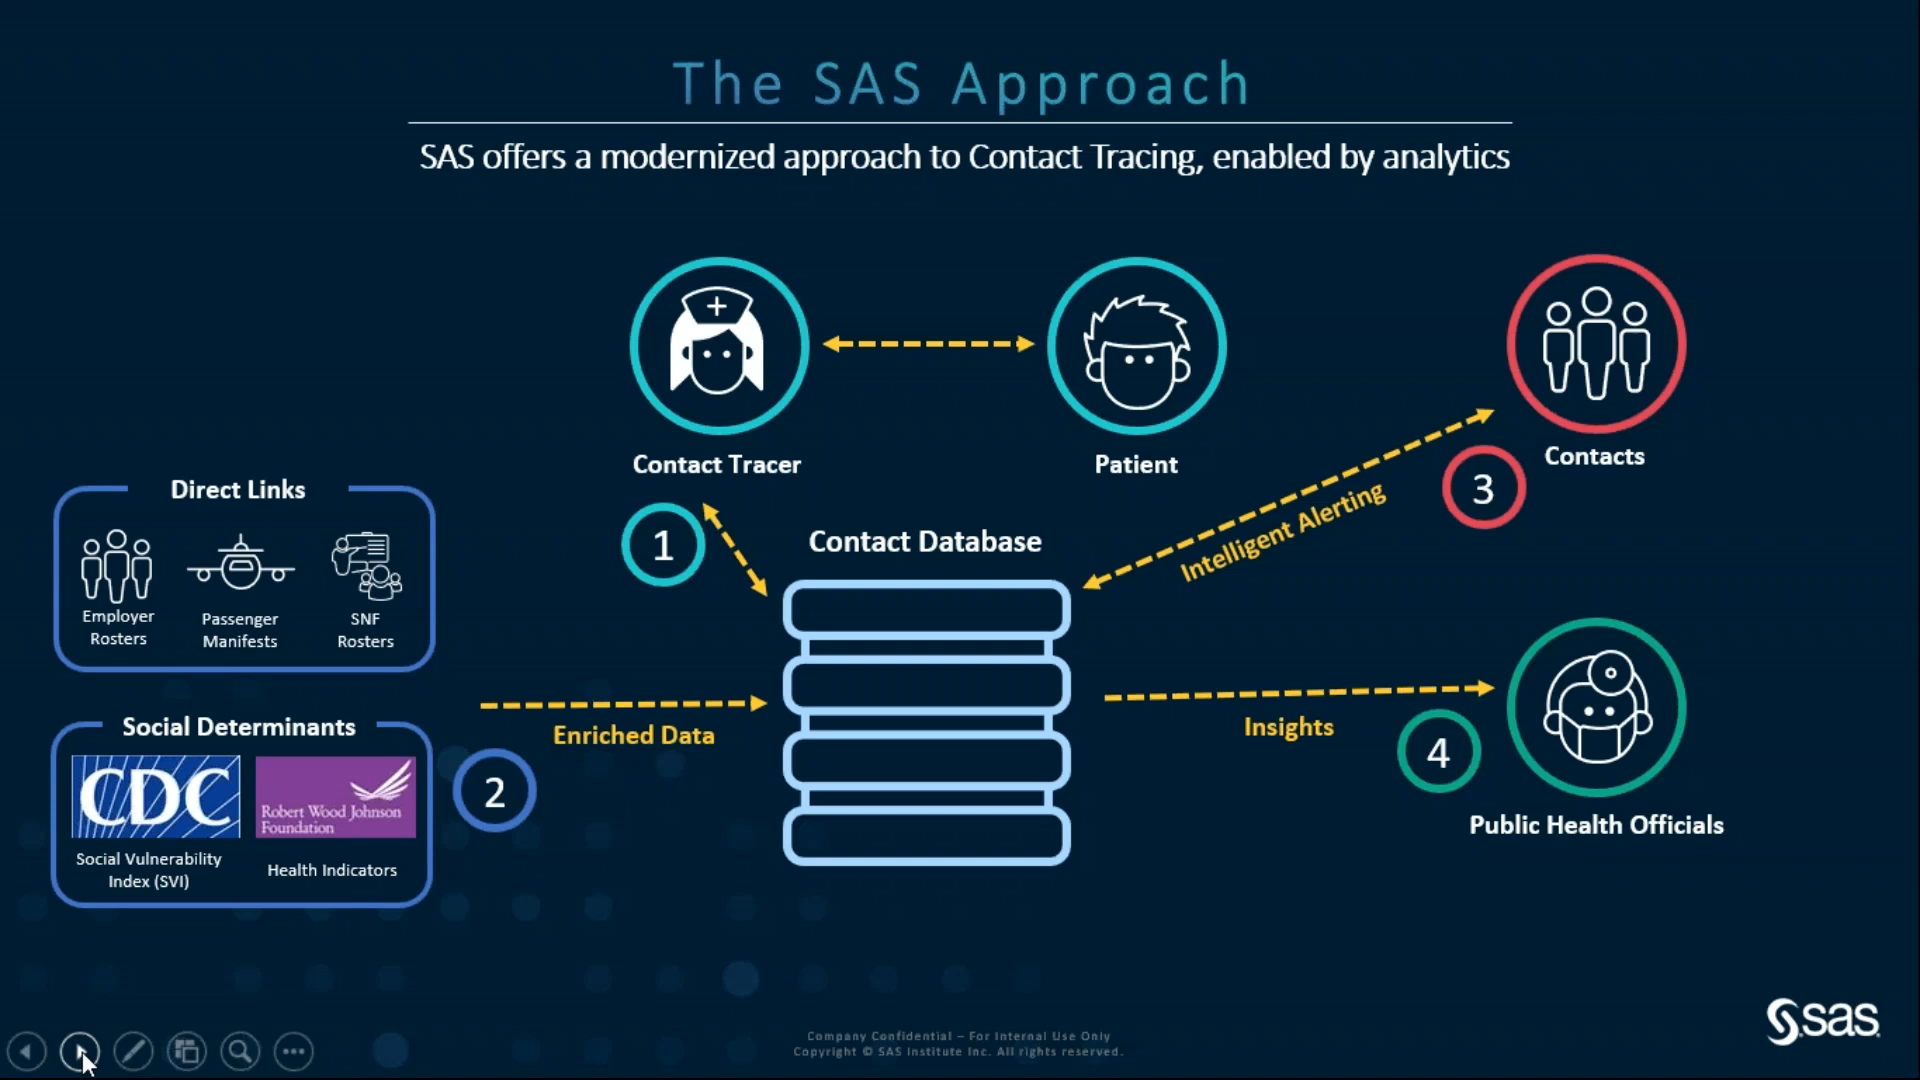 The SAS Approach
SAS offers a modernized approach to Contact Tracing, enabled by analytics
Contact Tracer
Patient
Contacts
1
Contact Database
Intelligent Alerting
3
Direct Links
Employer
Rosters
Passenger
Manifests
SNF
Rosters
Enriched Data
2
Social Determinants
CDC
Robert Wood Johnson
Foundation
Social Vulnerability
Index (SVI)
Health Indicators
Insights
4
Public Health Officials
Company Confidential – For Internal Use Only
Copyright © SAS Institute Inc. All rights reserved.
sas